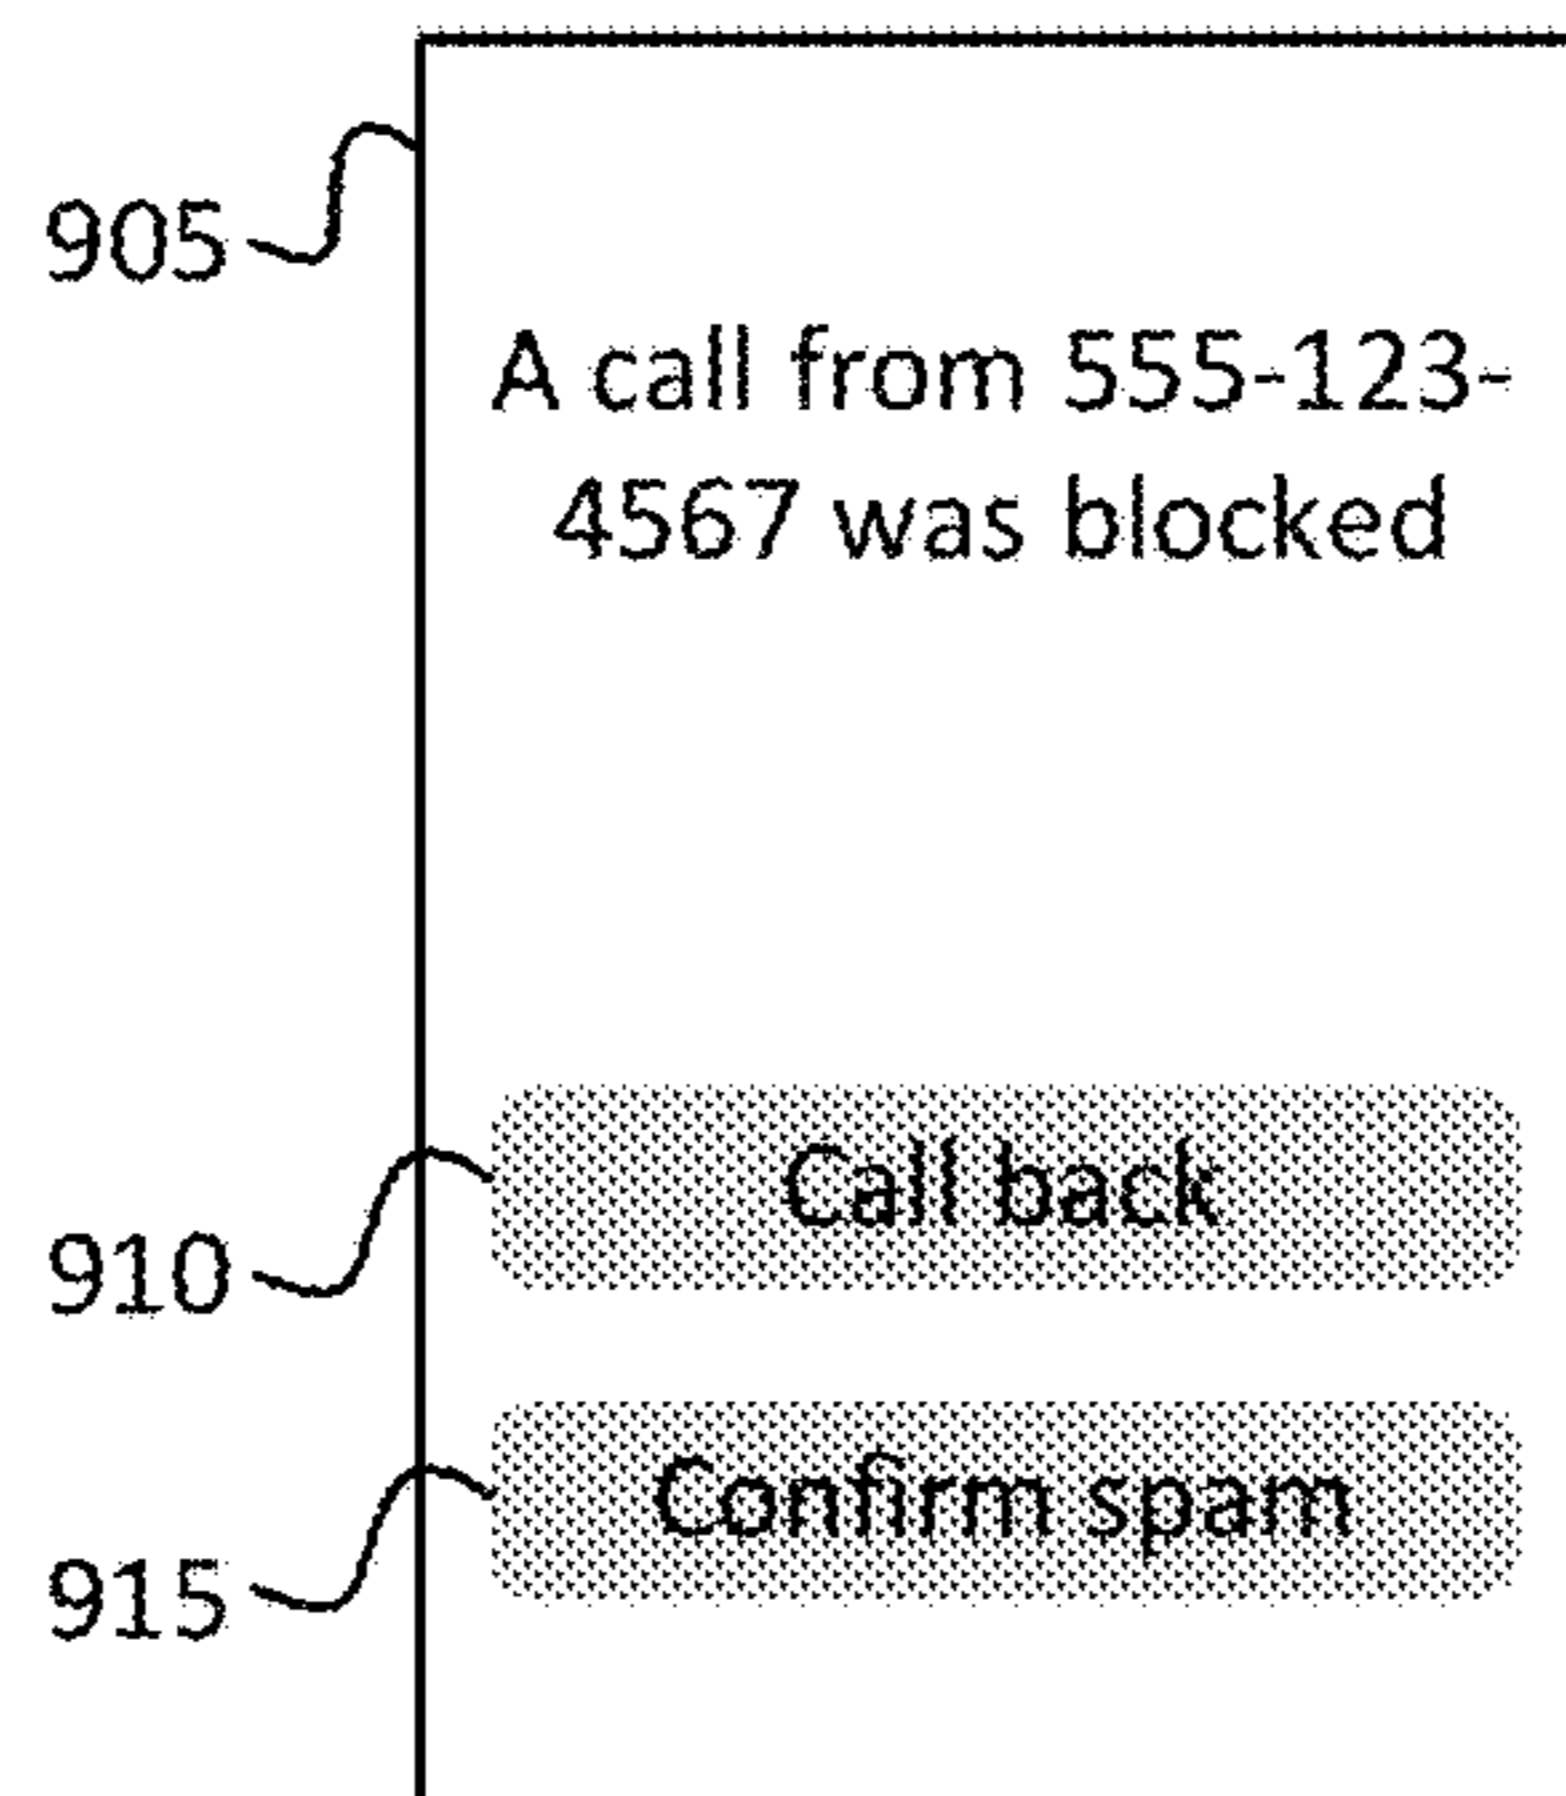 905
A call from 555-123-
4567 was blocked
Call back
910
Confirm spam
915